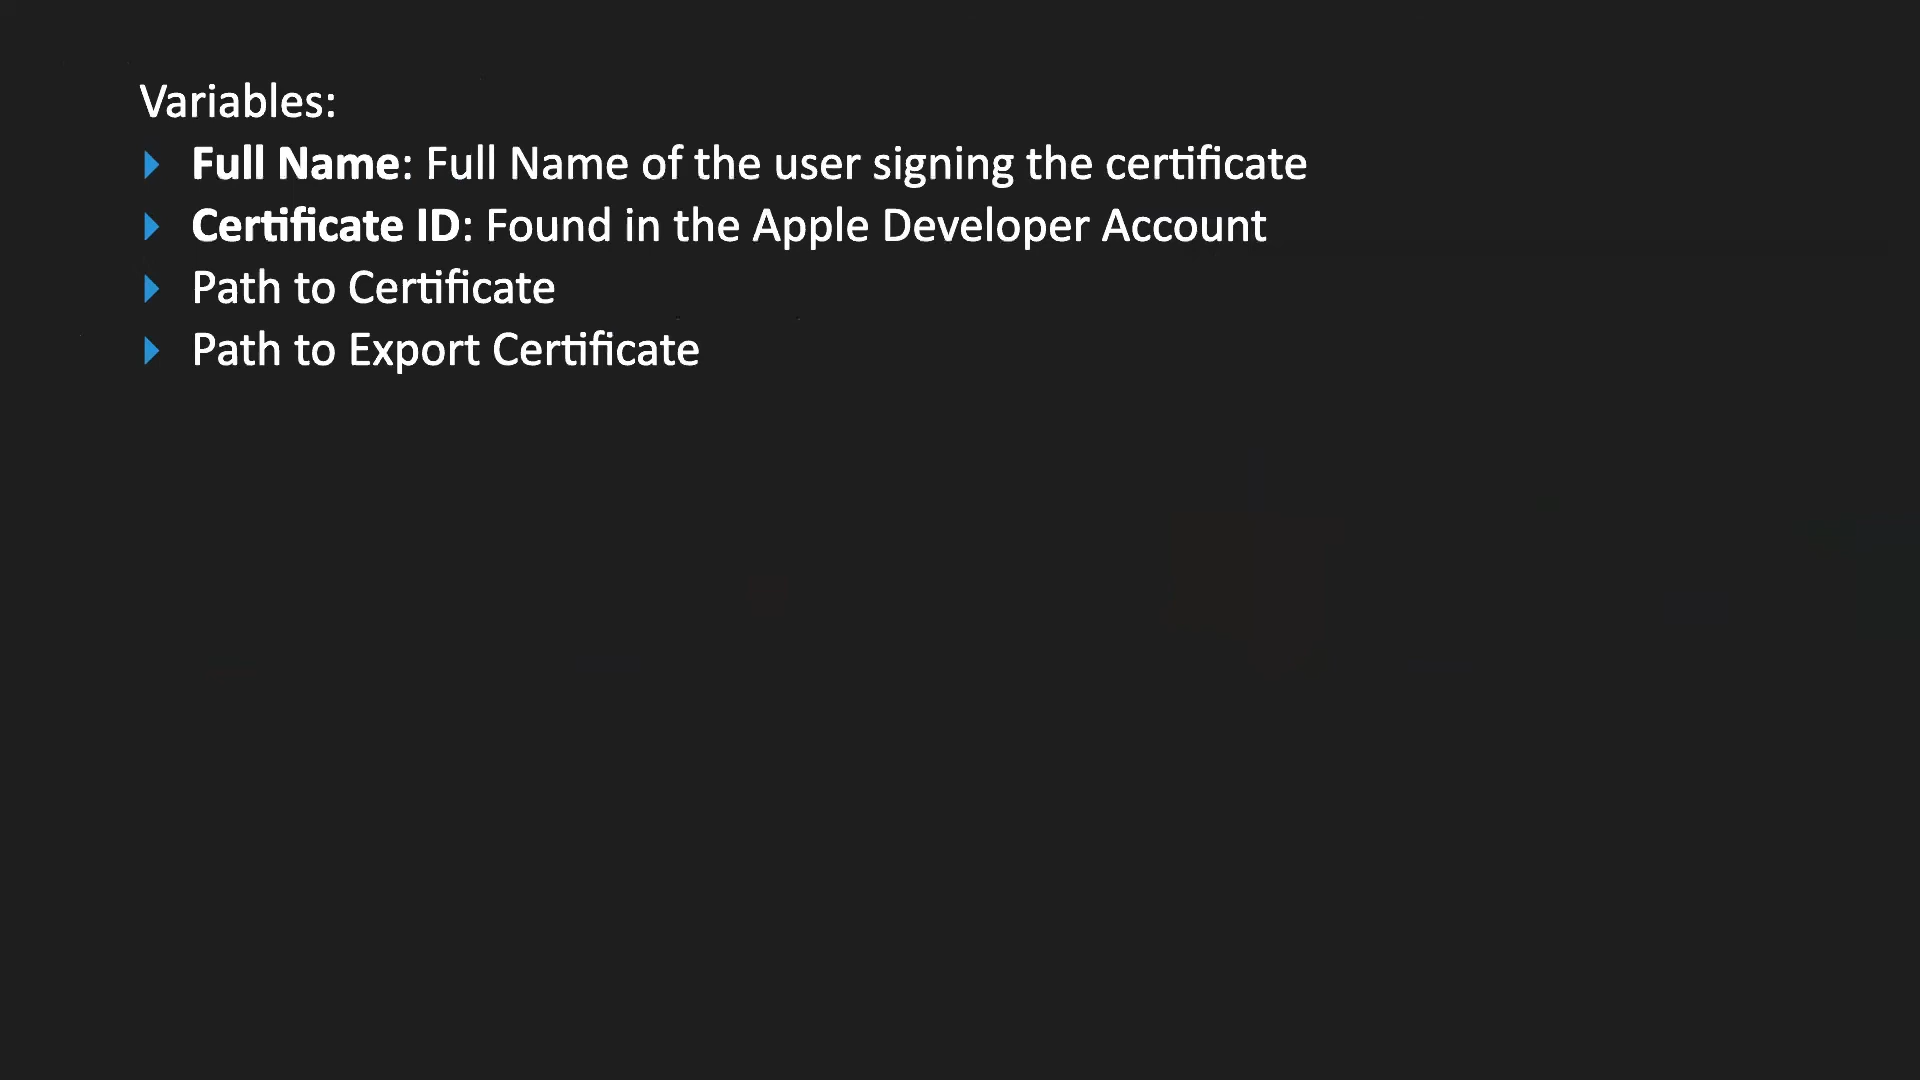 Variables:
Full Name: Full Name of the user signing the certificate
Certificate ID: Found in the Apple Developer Account
Path to Certificate
Path to Export Certificate